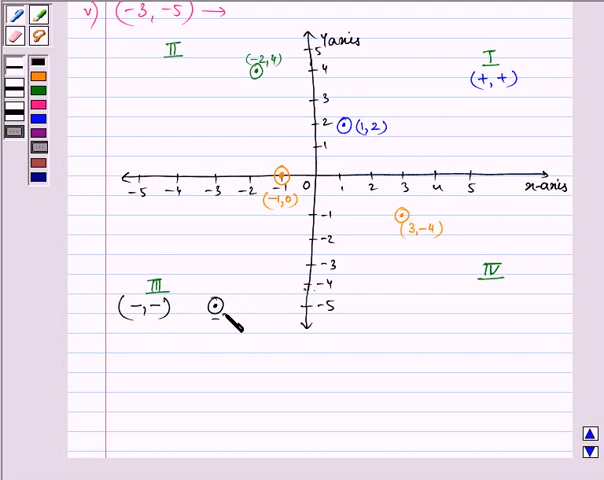 v) (-3, -5) →
II
Y axis
I
(-2,4)
(+, +)
5
4
3
2
(1,2)
1
-5 -4 -3 -2 -1 0 1 2 3 4 5
x-axis
(-1,0)
-1
(3,-4)
-2
-3
IV
III
-4
(-,-)
-5